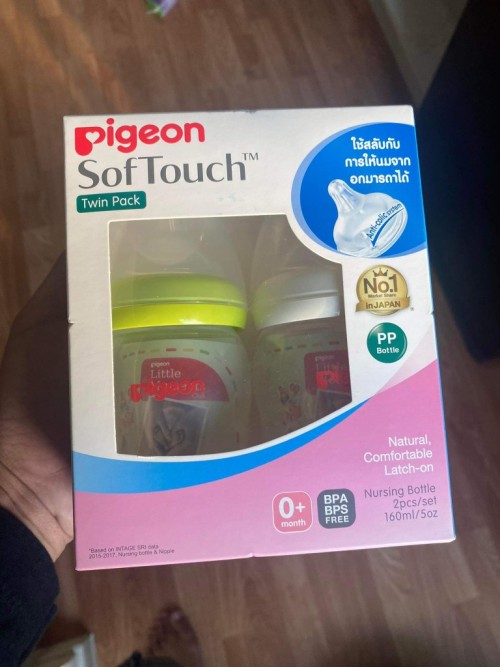 pigeon
SofTouch™
Twin Pack
ใช้สลับกับ
การให้นมจาก
อกมารดาได้
Anti-colic system
No.1
Market Share
in JAPAN
PP
Bottle
pigeon
Little
pigeon
pigeon
Natural,
Comfortable
Latch-on
0+
month
BPA
BPS
FREE
Nursing Bottle
2pcs/set
160ml/5oz
*Based on INTAGE SRI data
2015-2017, Nursing bottle & Nipple